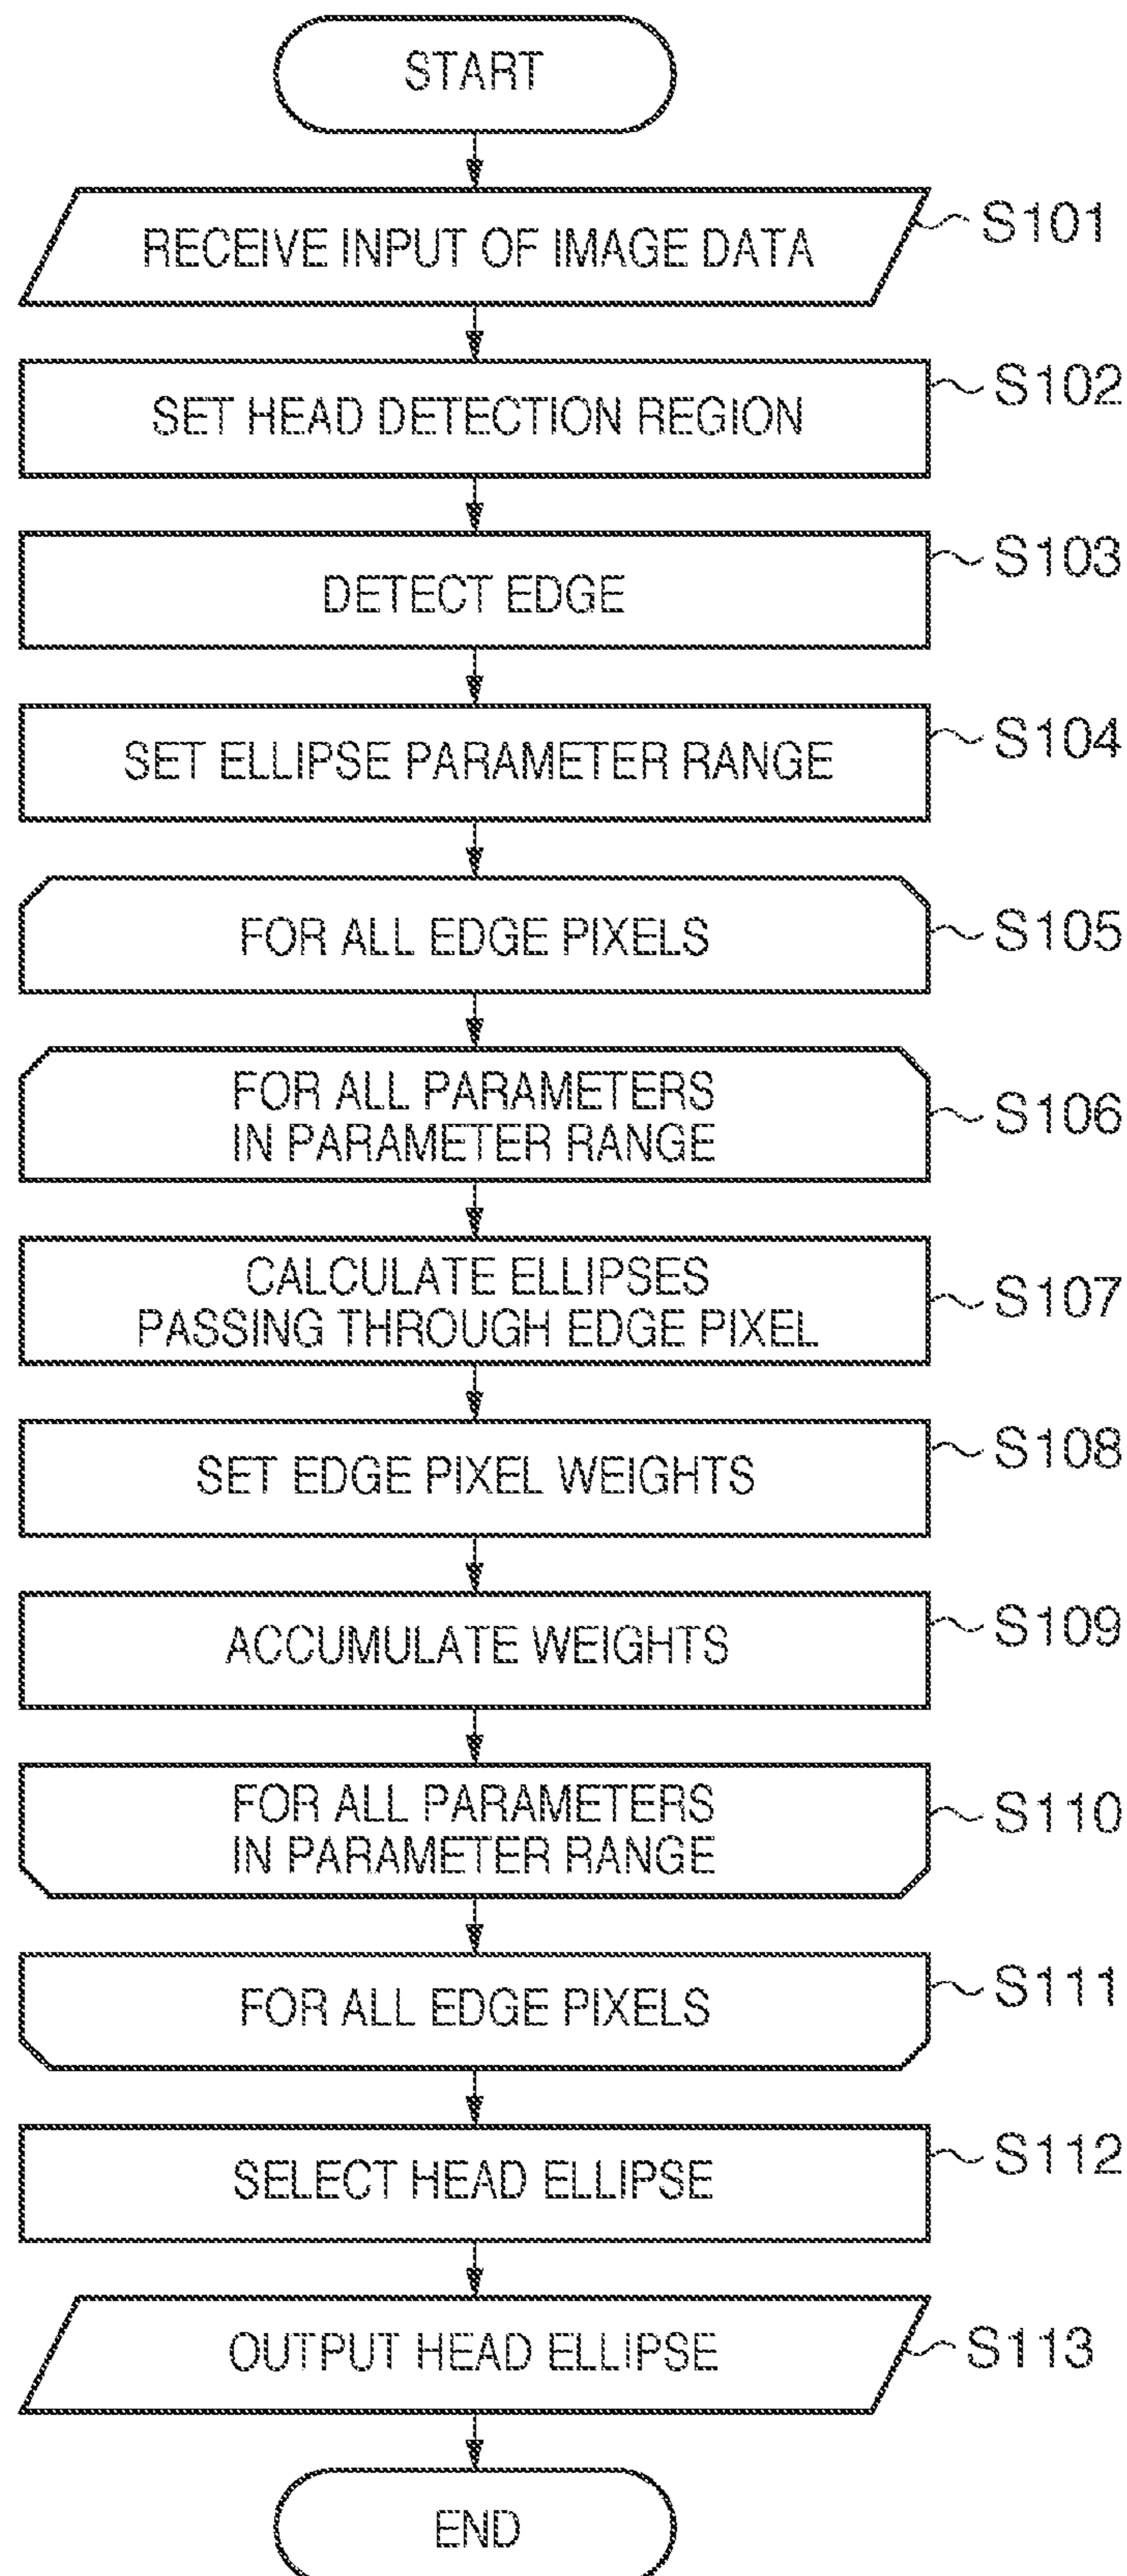 START
RECEIVE INPUT OF IMAGE DATA
S101
SET HEAD DETECTION REGION
S102
DETECT EDGE
S103
SET ELLIPSE PARAMETER RANGE
S104
FOR ALL EDGE PIXELS
S105
FOR ALL PARAMETERS
IN PARAMETER RANGE
S106
CALCULATE ELLIPSES
PASSING THROUGH EDGE PIXEL
S107
SET EDGE PIXEL WEIGHTS
S108
ACCUMULATE WEIGHTS
S109
FOR ALL PARAMETERS
IN PARAMETER RANGE
S110
FOR ALL EDGE PIXELS
S111
SELECT HEAD ELLIPSE
S112
OUTPUT HEAD ELLIPSE
S113
END